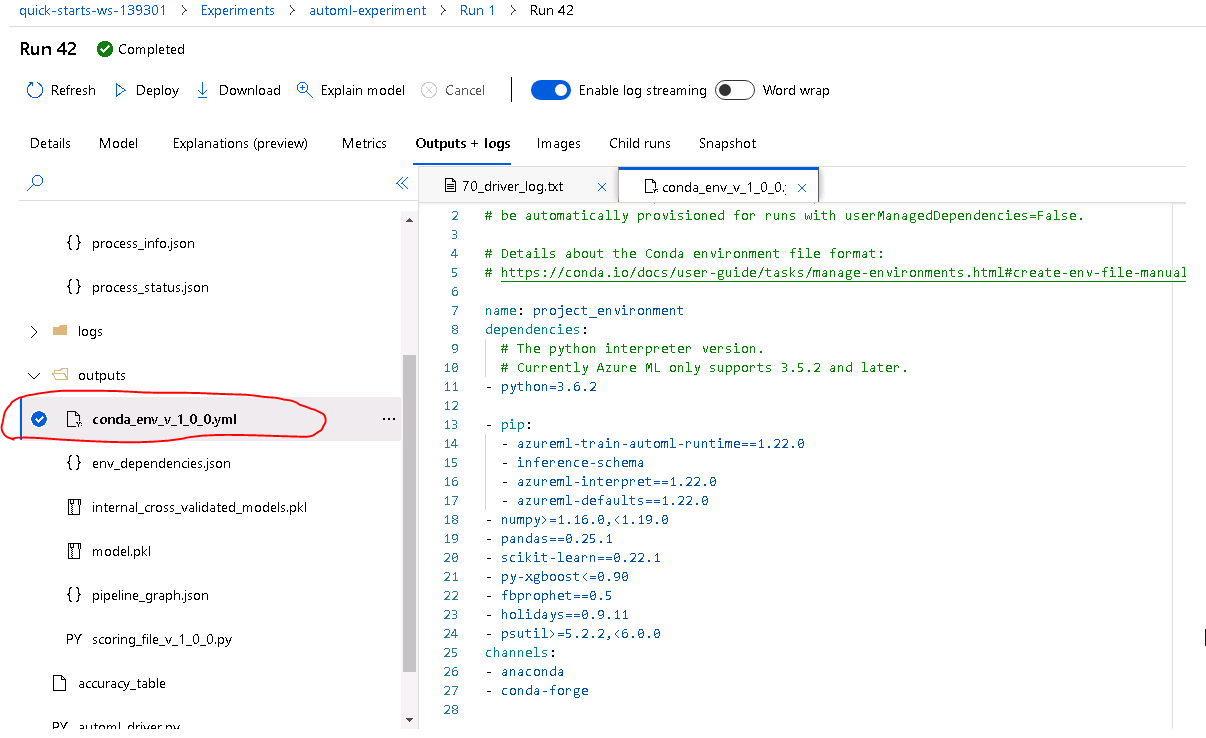 quick-starts-ws-139301 > Experiments > automl-experiment > Run 1 > Run 42
Run 42 Completed
Refresh Deploy Download Explain model Cancel Enable log streaming Word wrap
Details Model Explanations (preview) Metrics Outputs + logs Images Child runs Snapshot
70_driver_log.txt conda_env_v_1_0_0.
{} process_info.json
{} process_status.json
logs
outputs
conda_env_v_1_0_0.yml ...
{} env_dependencies.json
internal_cross_validated_models.pkl
model.pkl
{} pipeline_graph.json
PY scoring_file_v_1_0_0.py
accuracy_table
PY automl_driver.py
2 # be automatically provisioned for runs with userManagedDependencies=False.
3
4 # Details about the Conda environment file format:
5 # https://conda.io/docs/user-guide/tasks/manage-environments.html#create-env-file-manual
6
7 name: project_environment
8 dependencies:
9 # The python interpreter version.
10 # Currently Azure ML only supports 3.5.2 and later.
11 - python=3.6.2
12
13 - pip:
14 - azureml-train-automl-runtime==1.22.0
15 - inference-schema
16 - azureml-interpret==1.22.0
17 - azureml-defaults==1.22.0
18 - numpy>=1.16.0,<1.19.0
19 - pandas==0.25.1
20 - scikit-learn==0.22.1
21 - py-xgboost<=0.90
22 - fbprophet==0.5
23 - holidays==0.9.11
24 - psutil>=5.2.2,<6.0.0
25 channels:
26 - anaconda
27 - conda-forge
28